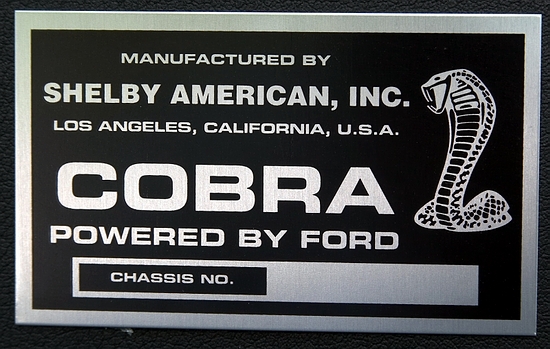 MANUFACTURED BY
SHELBY AMERICAN, INC.
LOS ANGELES, CALIFORNIA, U.S.A.
COBRA
POWERED BY FORD
CHASSIS NO.